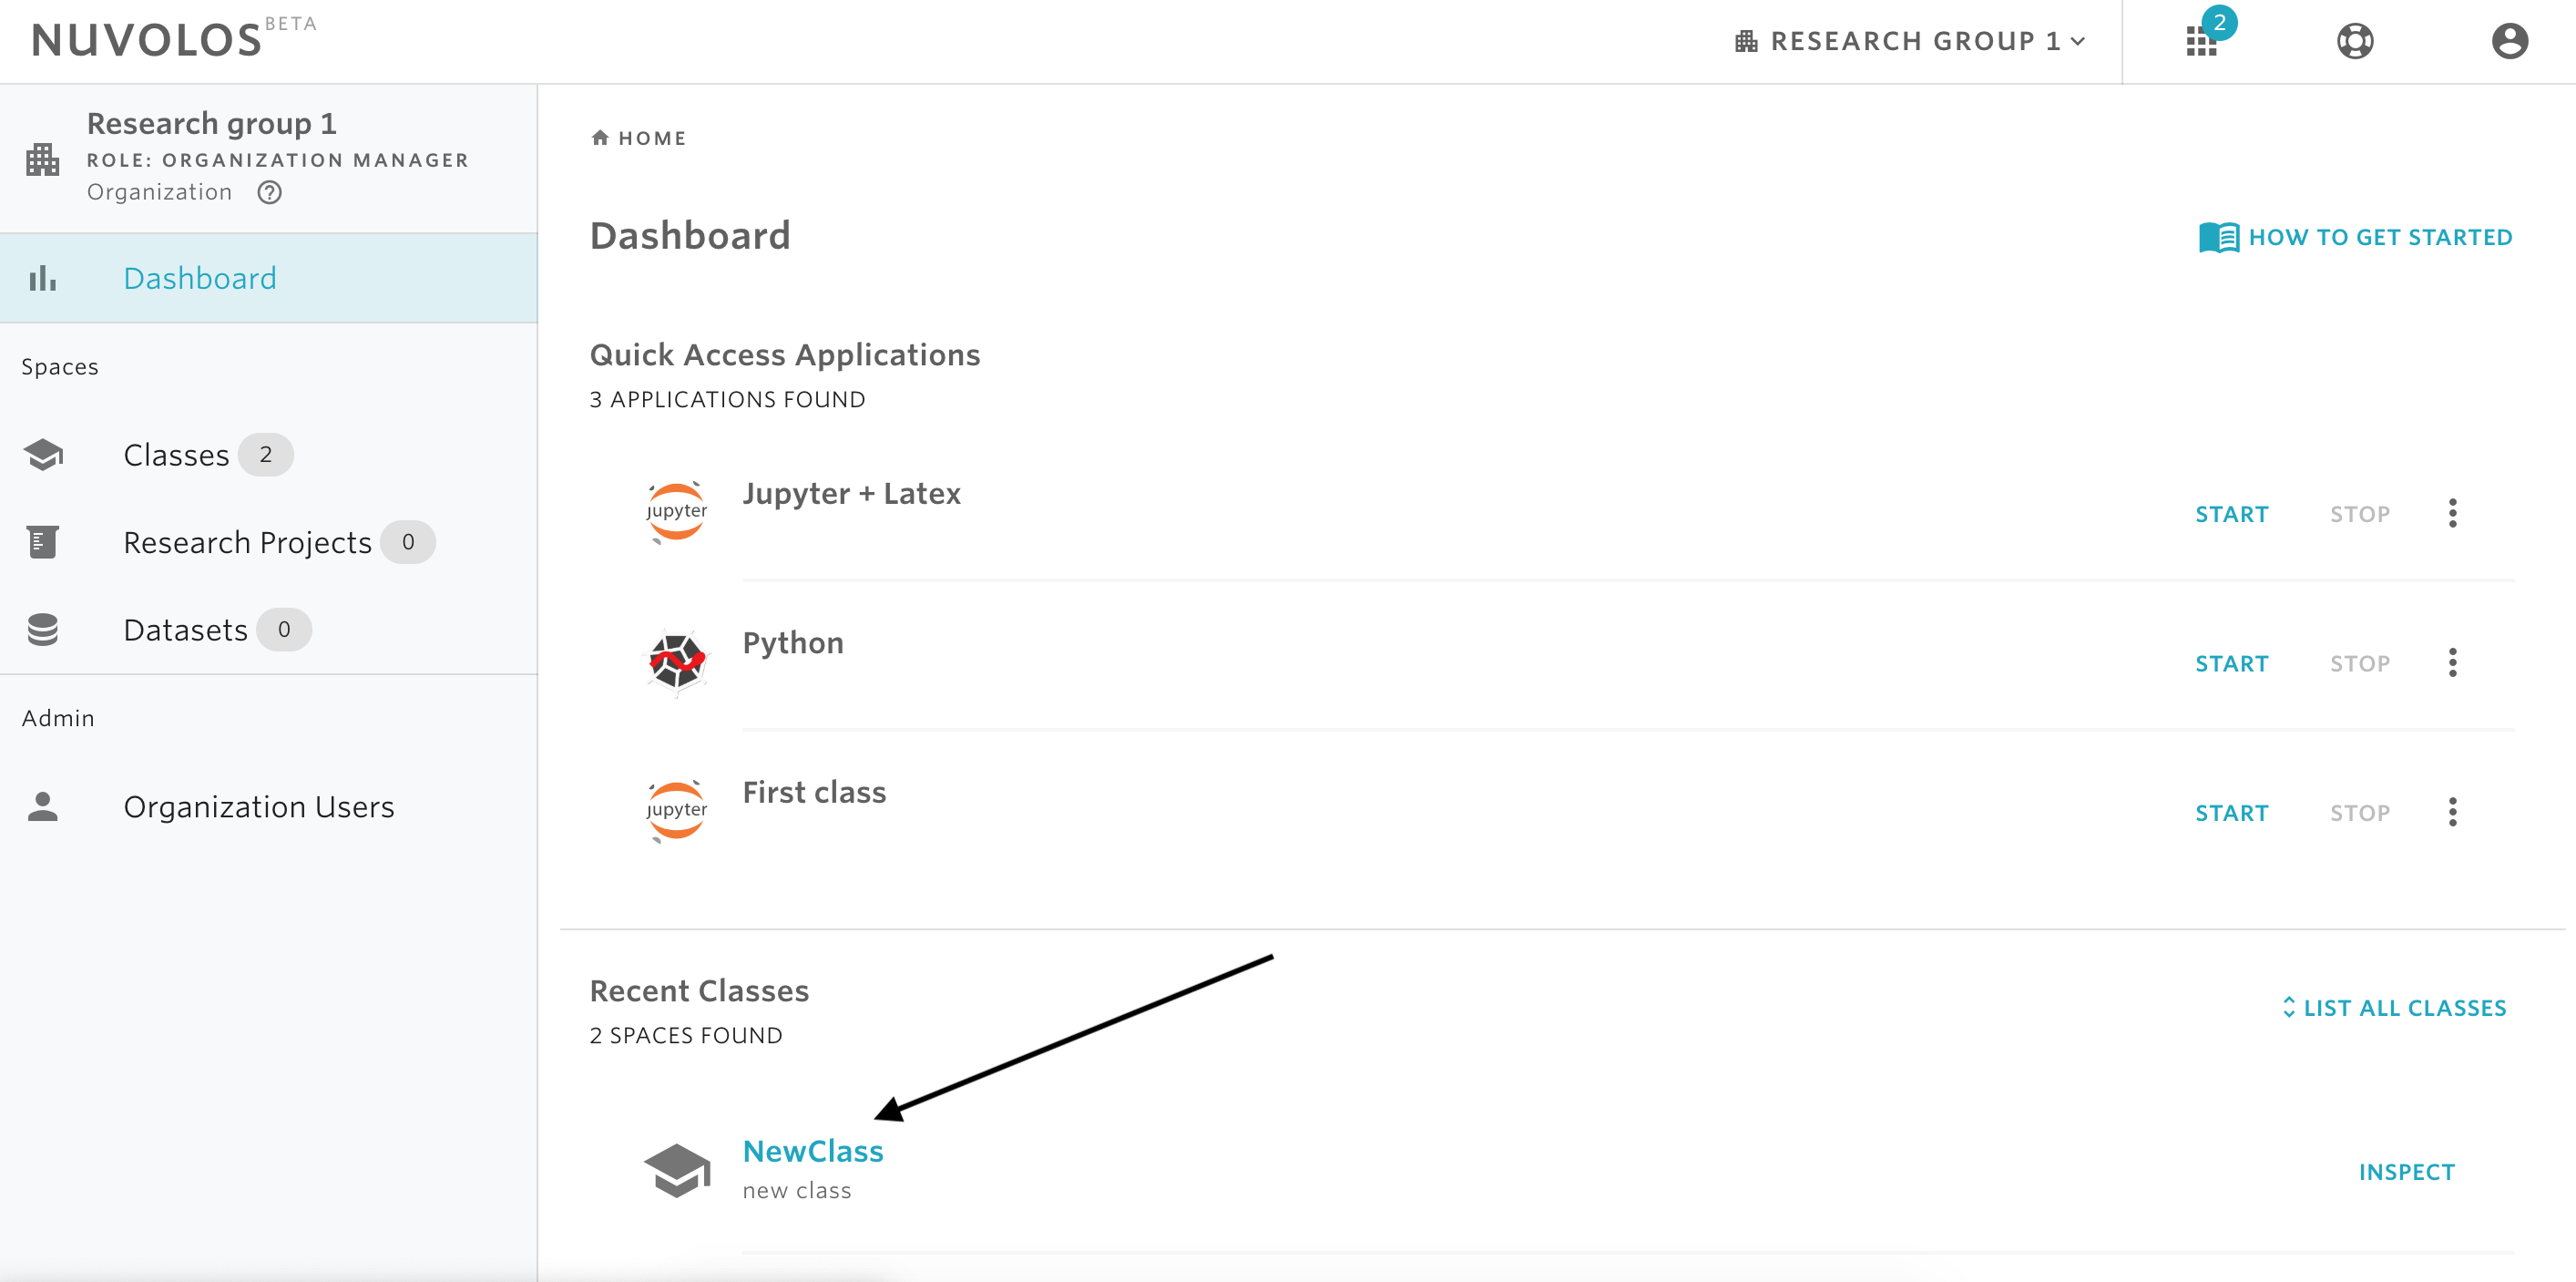 NUVOLOS BETA
RESEARCH GROUP 1
2
Research group 1
ROLE: ORGANIZATION MANAGER
Organization ?
Dashboard
Spaces
Classes 2
Research Projects 0
Datasets 0
Admin
Organization Users
HOME
Dashboard
HOW TO GET STARTED
Quick Access Applications
3 APPLICATIONS FOUND
jupyter
Jupyter + Latex
START STOP
Python
START STOP
jupyter
First class
START STOP
Recent Classes
2 SPACES FOUND
LIST ALL CLASSES
NewClass
new class
INSPECT